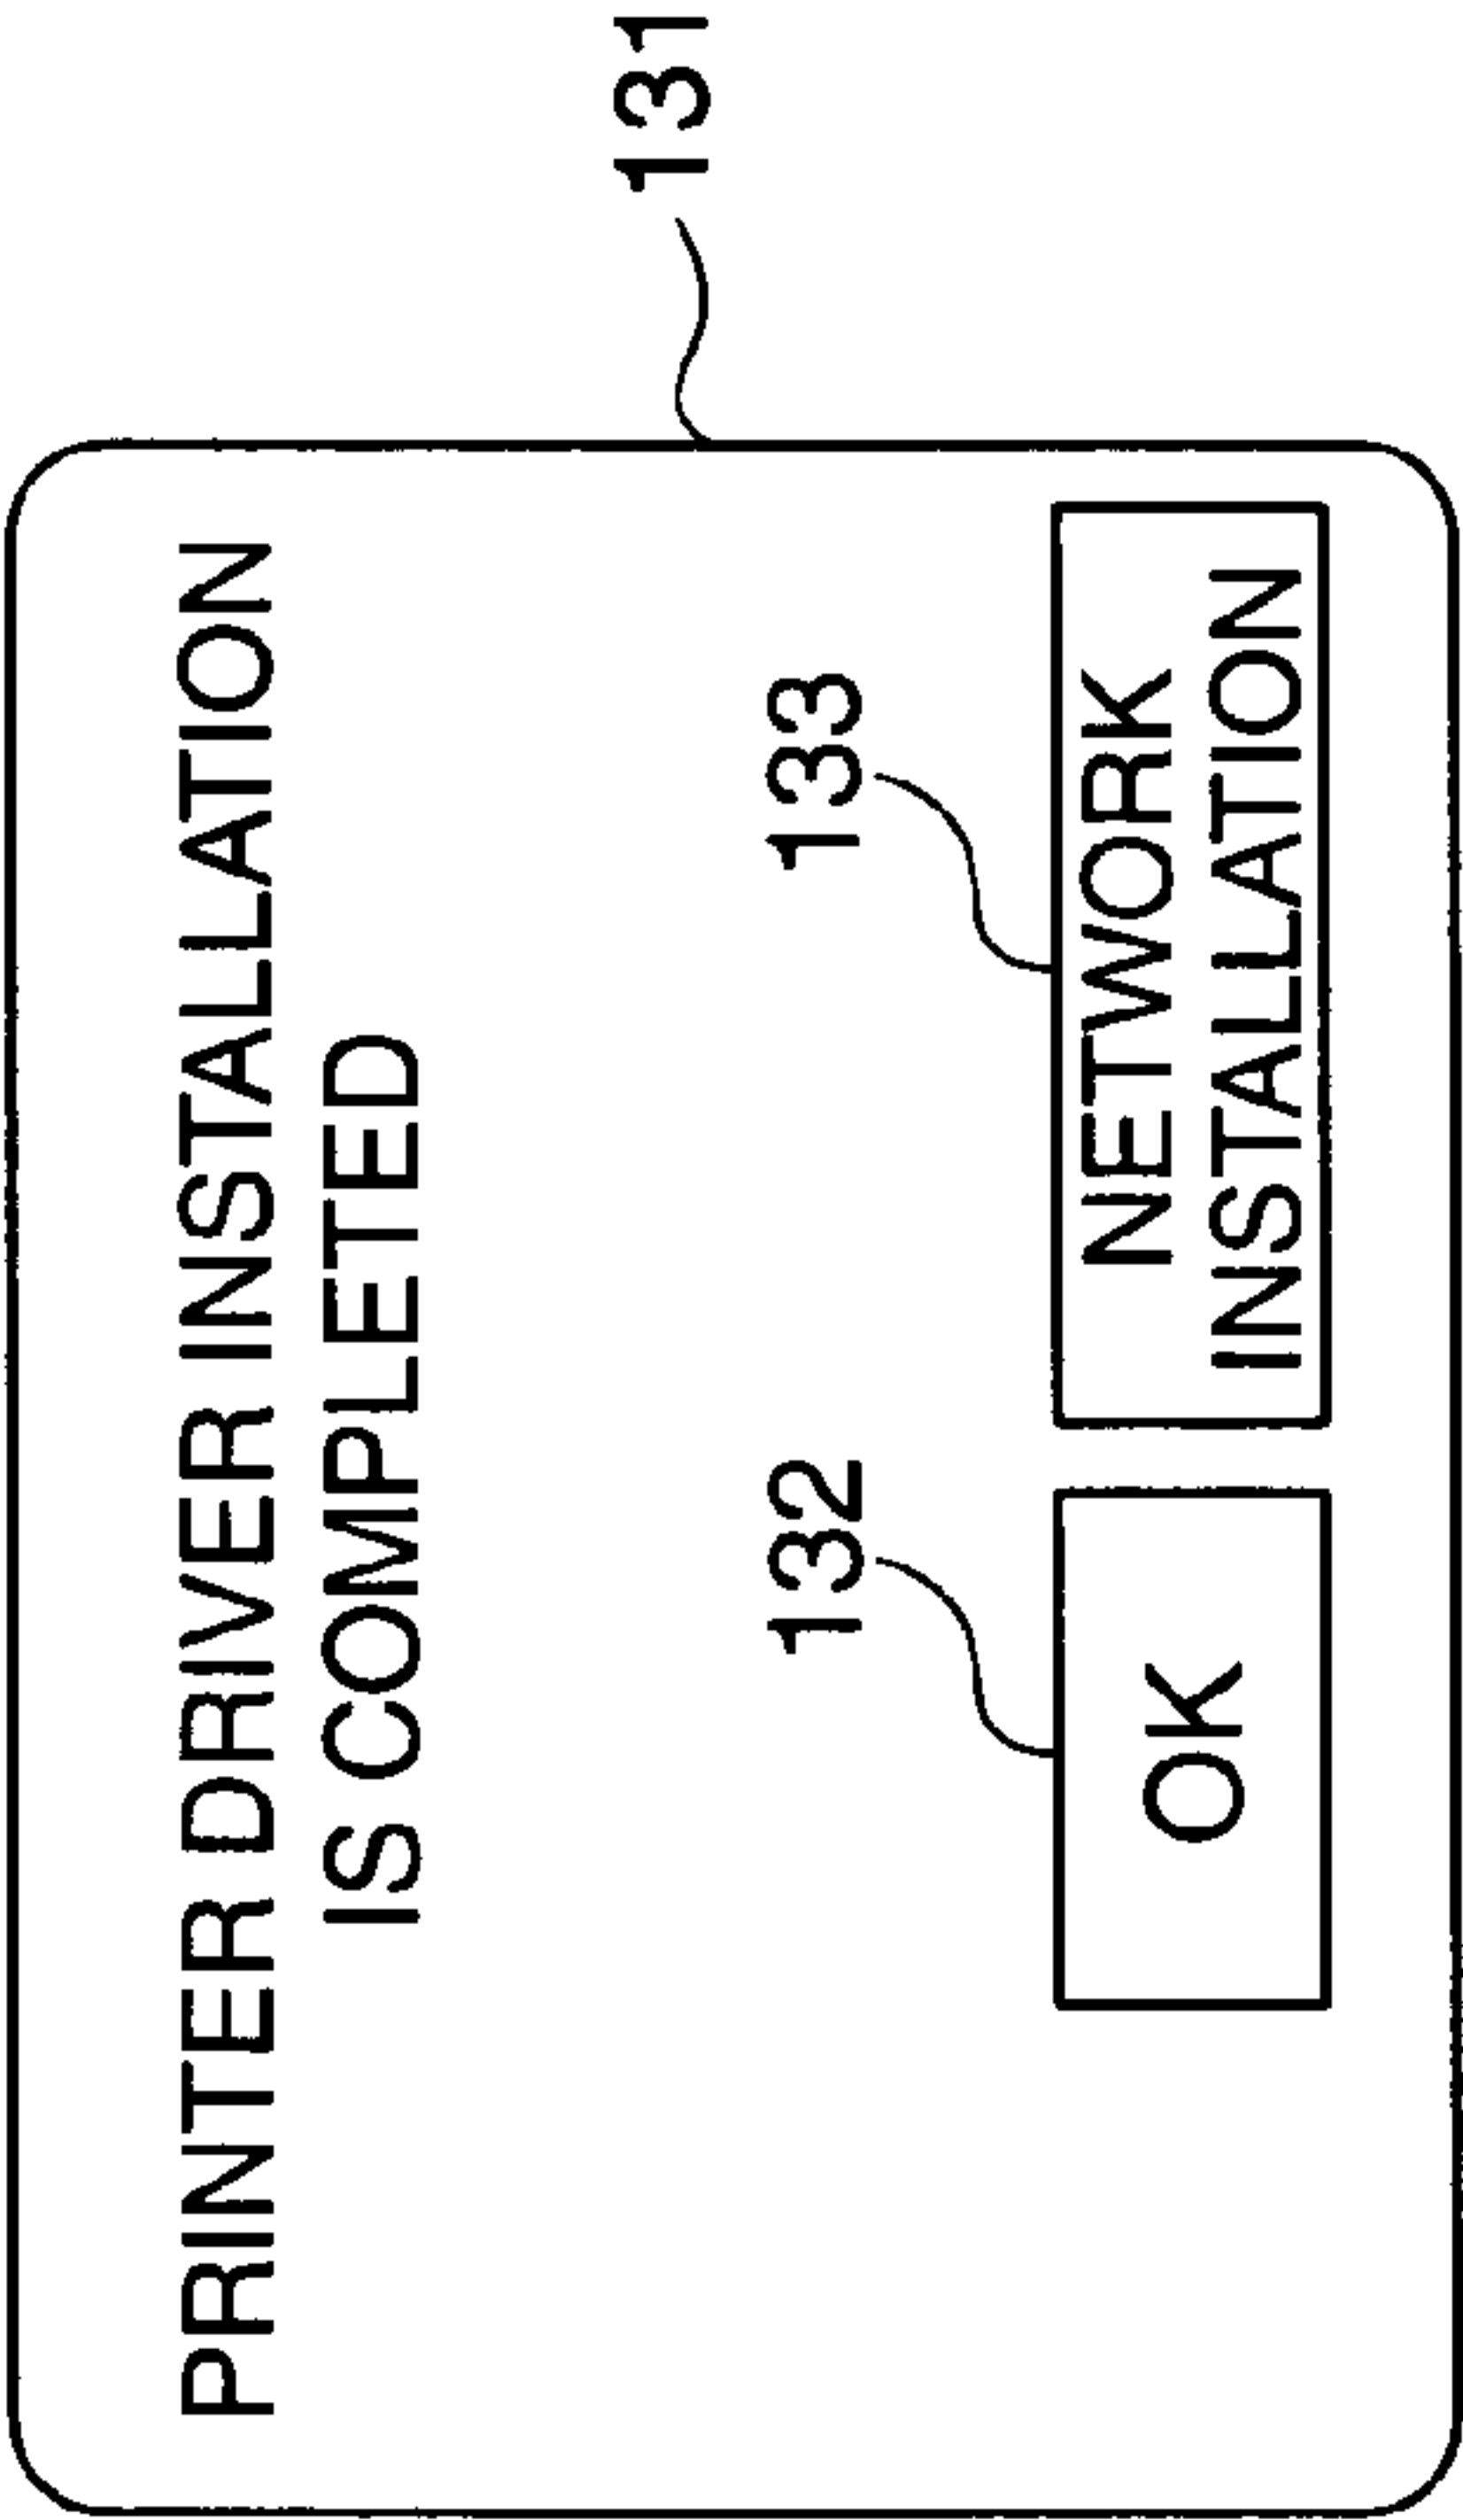 PRINTER DRIVER INSTALLATION
IS COMPLETED
131
132
133
OK
NETWORK
INSTALLATION